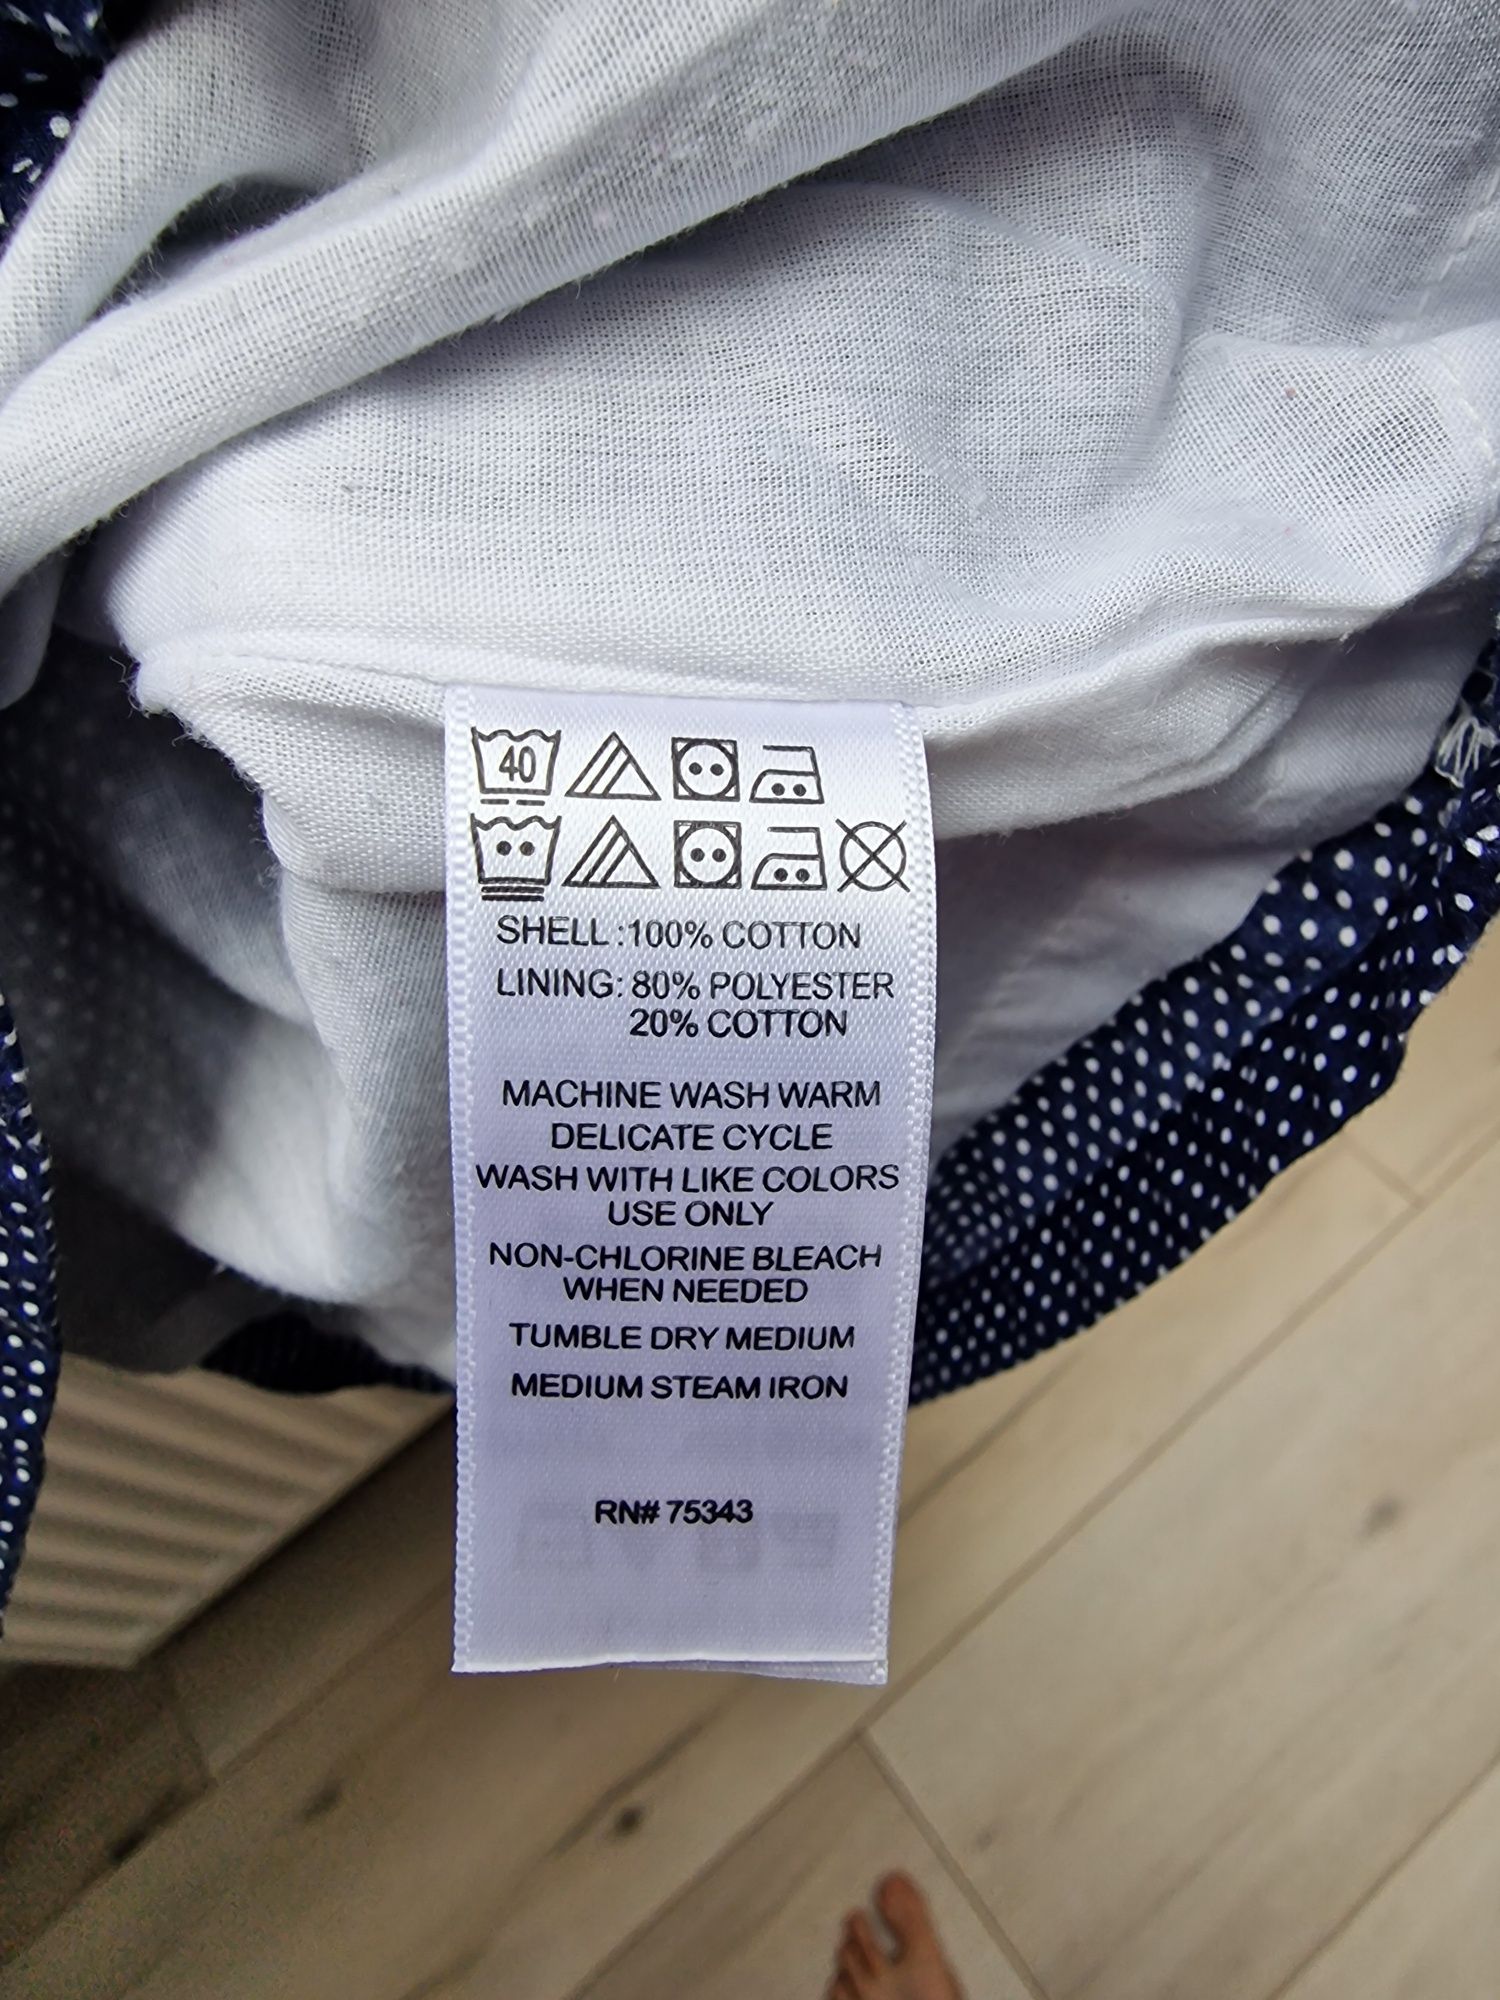 40
SHELL :100% COTTON
LINING: 80% POLYESTER
20% COTTON
MACHINE WASH WARM
DELICATE CYCLE
WASH WITH LIKE COLORS
USE ONLY
NON-CHLORINE BLEACH
WHEN NEEDED
TUMBLE DRY MEDIUM
MEDIUM STEAM IRON
RN# 75343